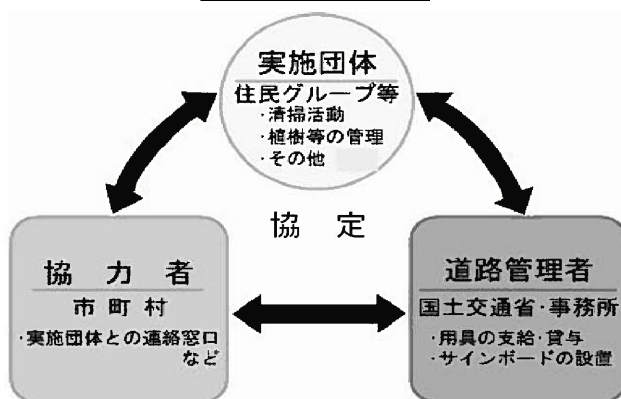 実施団体
住民グループ等
・清掃活動
・植樹等の管理
・その他
協定
協力者
市町村
・実施団体との連絡窓口
など
道路管理者
国土交通省・事務所
・用具の支給・貸与
・サインボードの設置